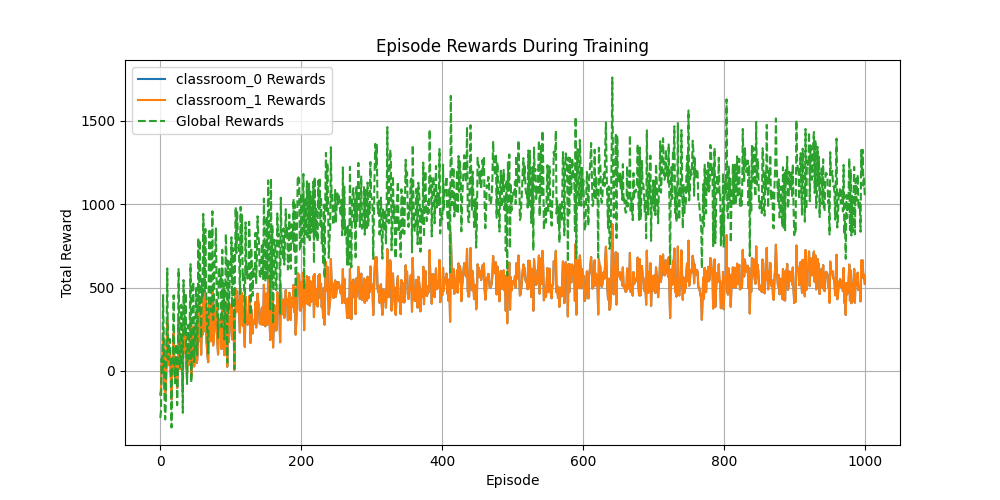 Episode Rewards During Training
classroom_0 Rewards
classroom_1 Rewards
Global Rewards
Total Reward
1500
1000
500
0
0 200 400 600 800 1000
Episode